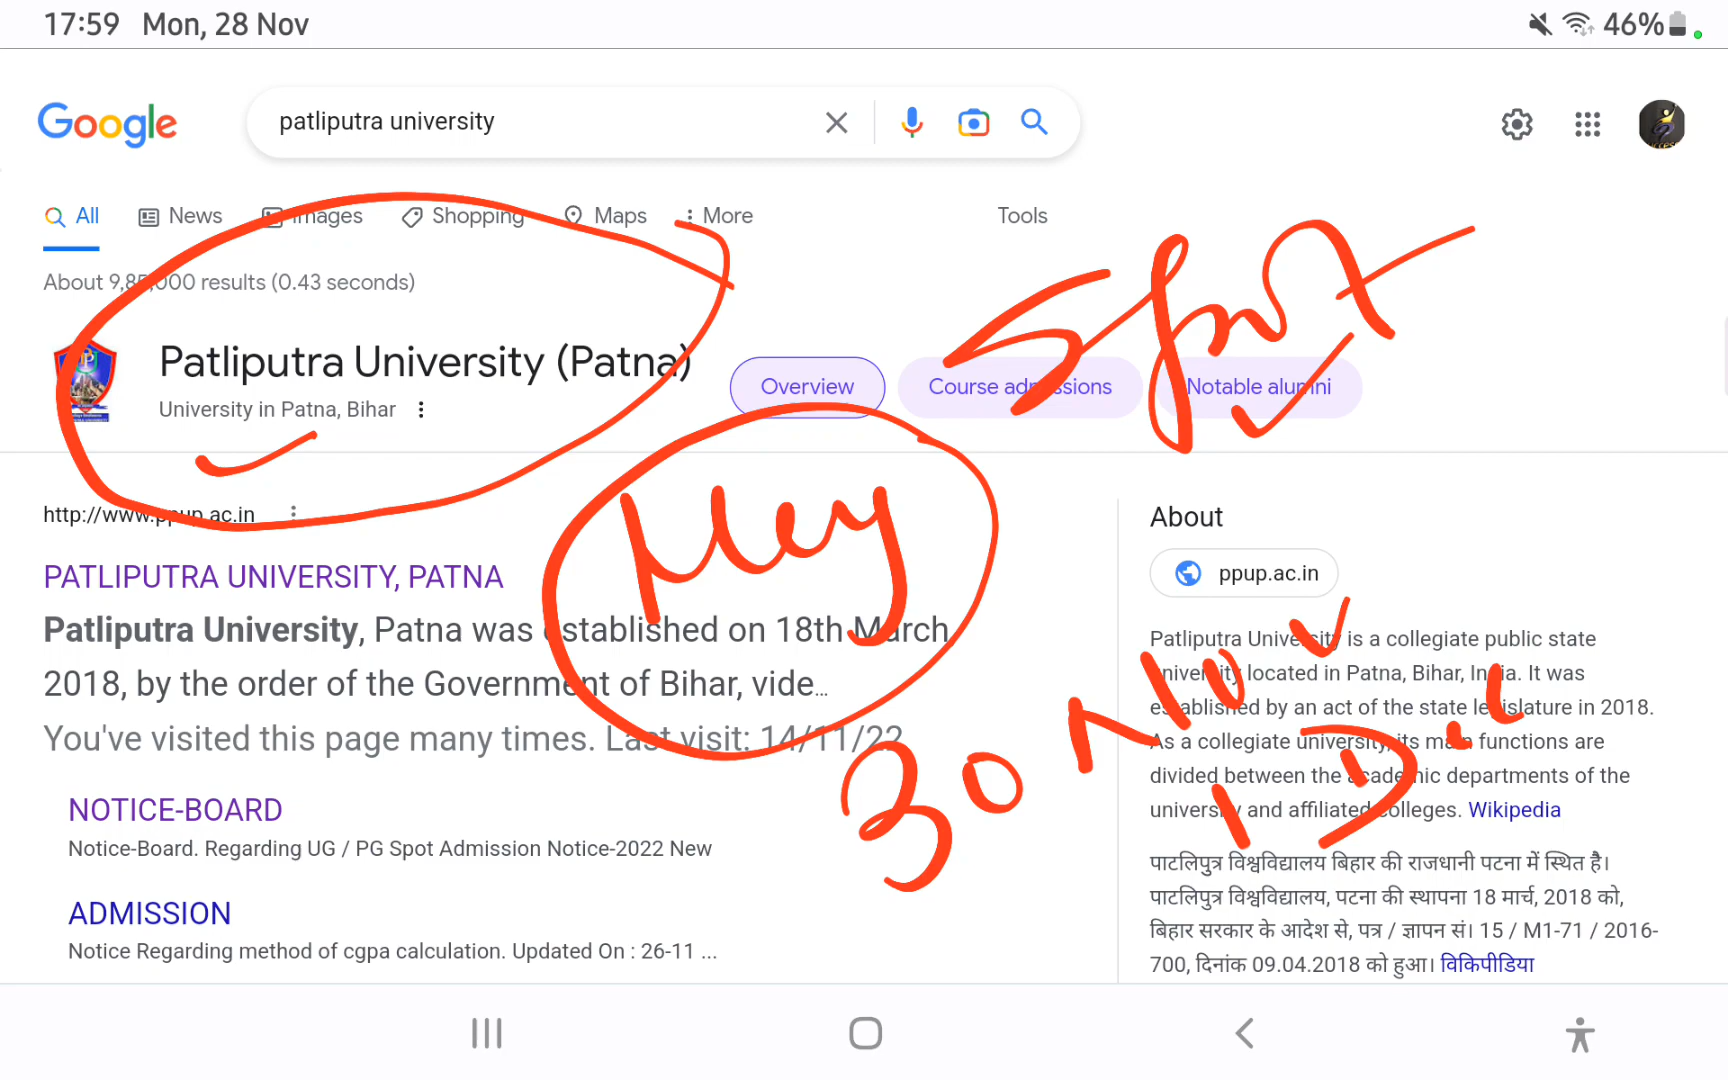 17:59 Mon, 28 Nov
46%
Google
patliputra university
All News Images Shopping Maps More Tools
About 9,85,000 results (0.43 seconds)
Patliputra University (Patna)
University in Patna, Bihar
Overview Course admissions Notable alumni
Spot
http://www.ppup.ac.in
PATLIPUTRA UNIVERSITY, PATNA
Patliputra University, Patna was established on 18th March
2018, by the order of the Government of Bihar, vide...
You've visited this page many times. Last visit: 14/11/22
NOTICE-BOARD
Notice-Board. Regarding UG / PG Spot Admission Notice-2022 New
ADMISSION
Notice Regarding method of cgpa calculation. Updated On : 26-11 ...
30 Nov
1 Dec
About
ppup.ac.in
Patliputra University is a collegiate public state
university located in Patna, Bihar, India. It was
established by an act of the state legislature in 2018.
As a collegiate university, its main functions are
divided between the academic departments of the
university and affiliated colleges. Wikipedia
पाटलिपुत्र विश्वविद्यालय बिहार की राजधानी पटना में स्थित है।
पाटलिपुत्र विश्वविद्यालय, पटना की स्थापना 18 मार्च, 2018 को,
बिहार सरकार के आदेश से, पत्र / ज्ञापन सं। 15 / M1-71 / 2016-
700, दिनांक 09.04.2018 को हुआ। विकिपीडिया